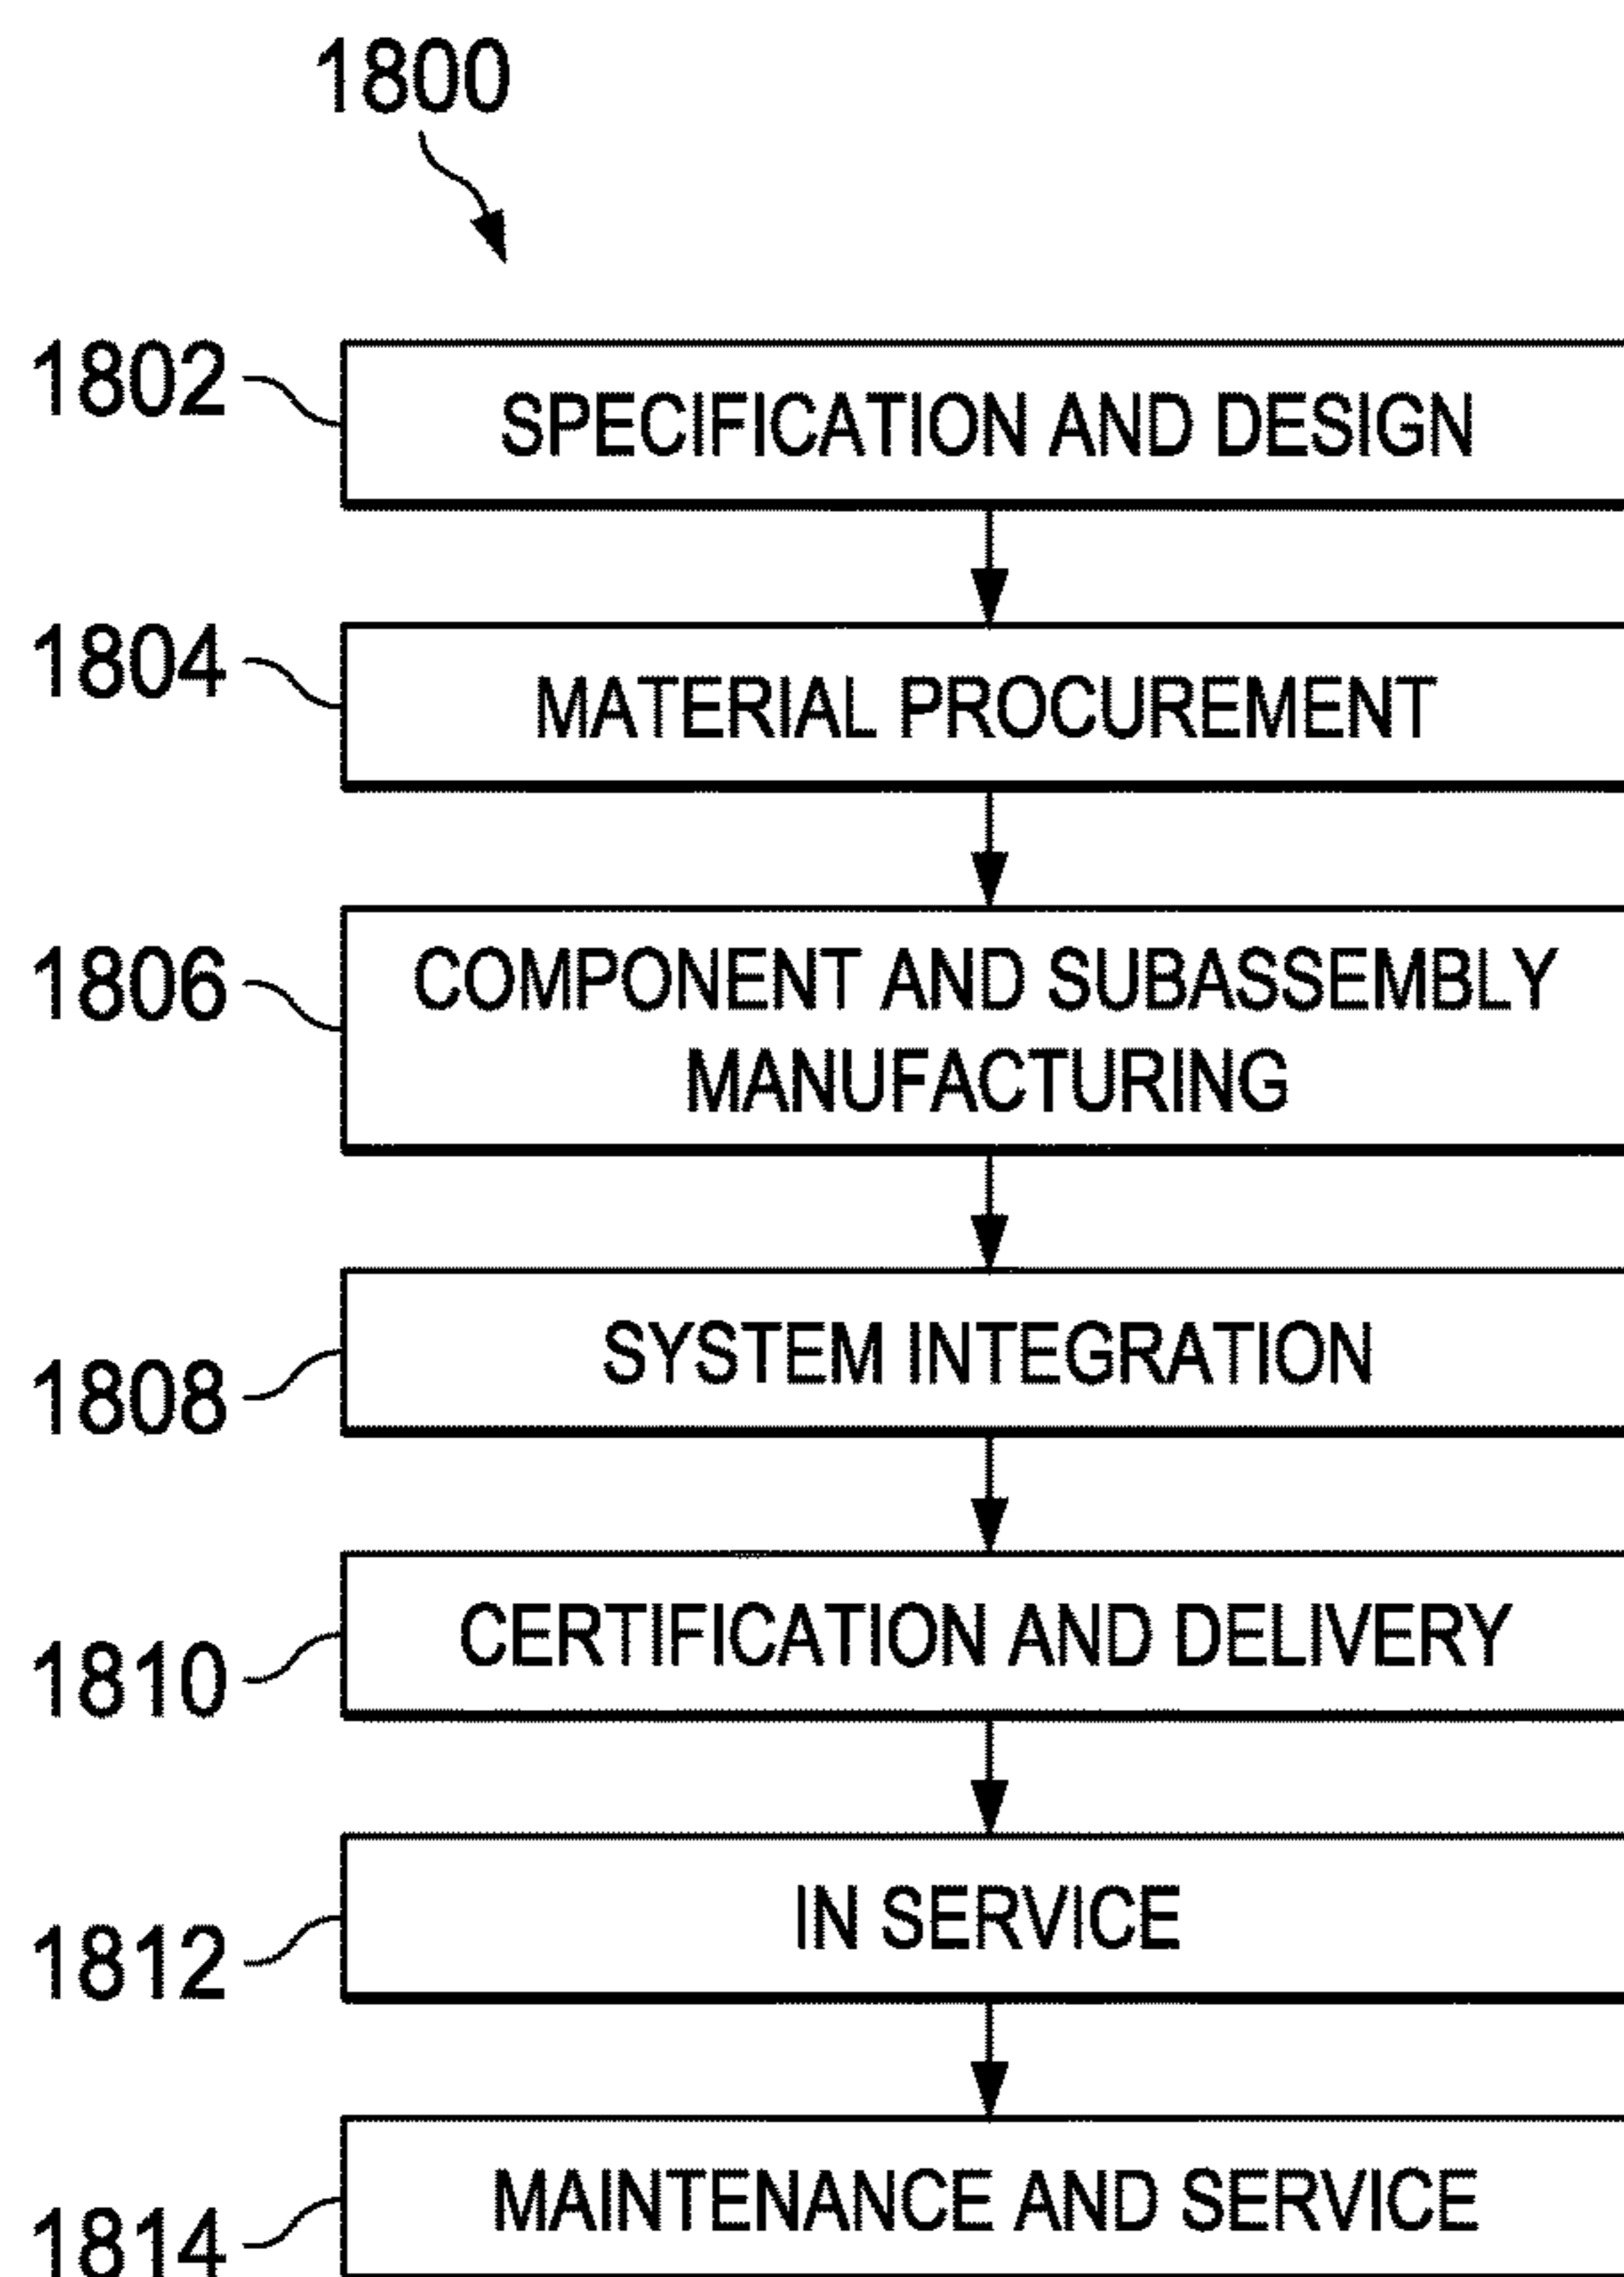 1800
1802
SPECIFICATION AND DESIGN
1804
MATERIAL PROCUREMENT
1806
COMPONENT AND SUBASSEMBLY
MANUFACTURING
1808
SYSTEM INTEGRATION
1810
CERTIFICATION AND DELIVERY
1812
IN SERVICE
1814
MAINTENANCE AND SERVICE